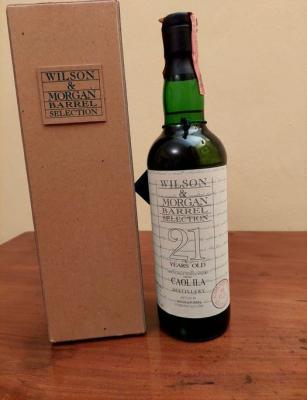 WILSON
&
MORGAN
BARREL
SELECTION
WILSON
&
MORGAN
BARREL
SELECTION
21
YEARS OLD
CAOL ILA
DISTILLERY